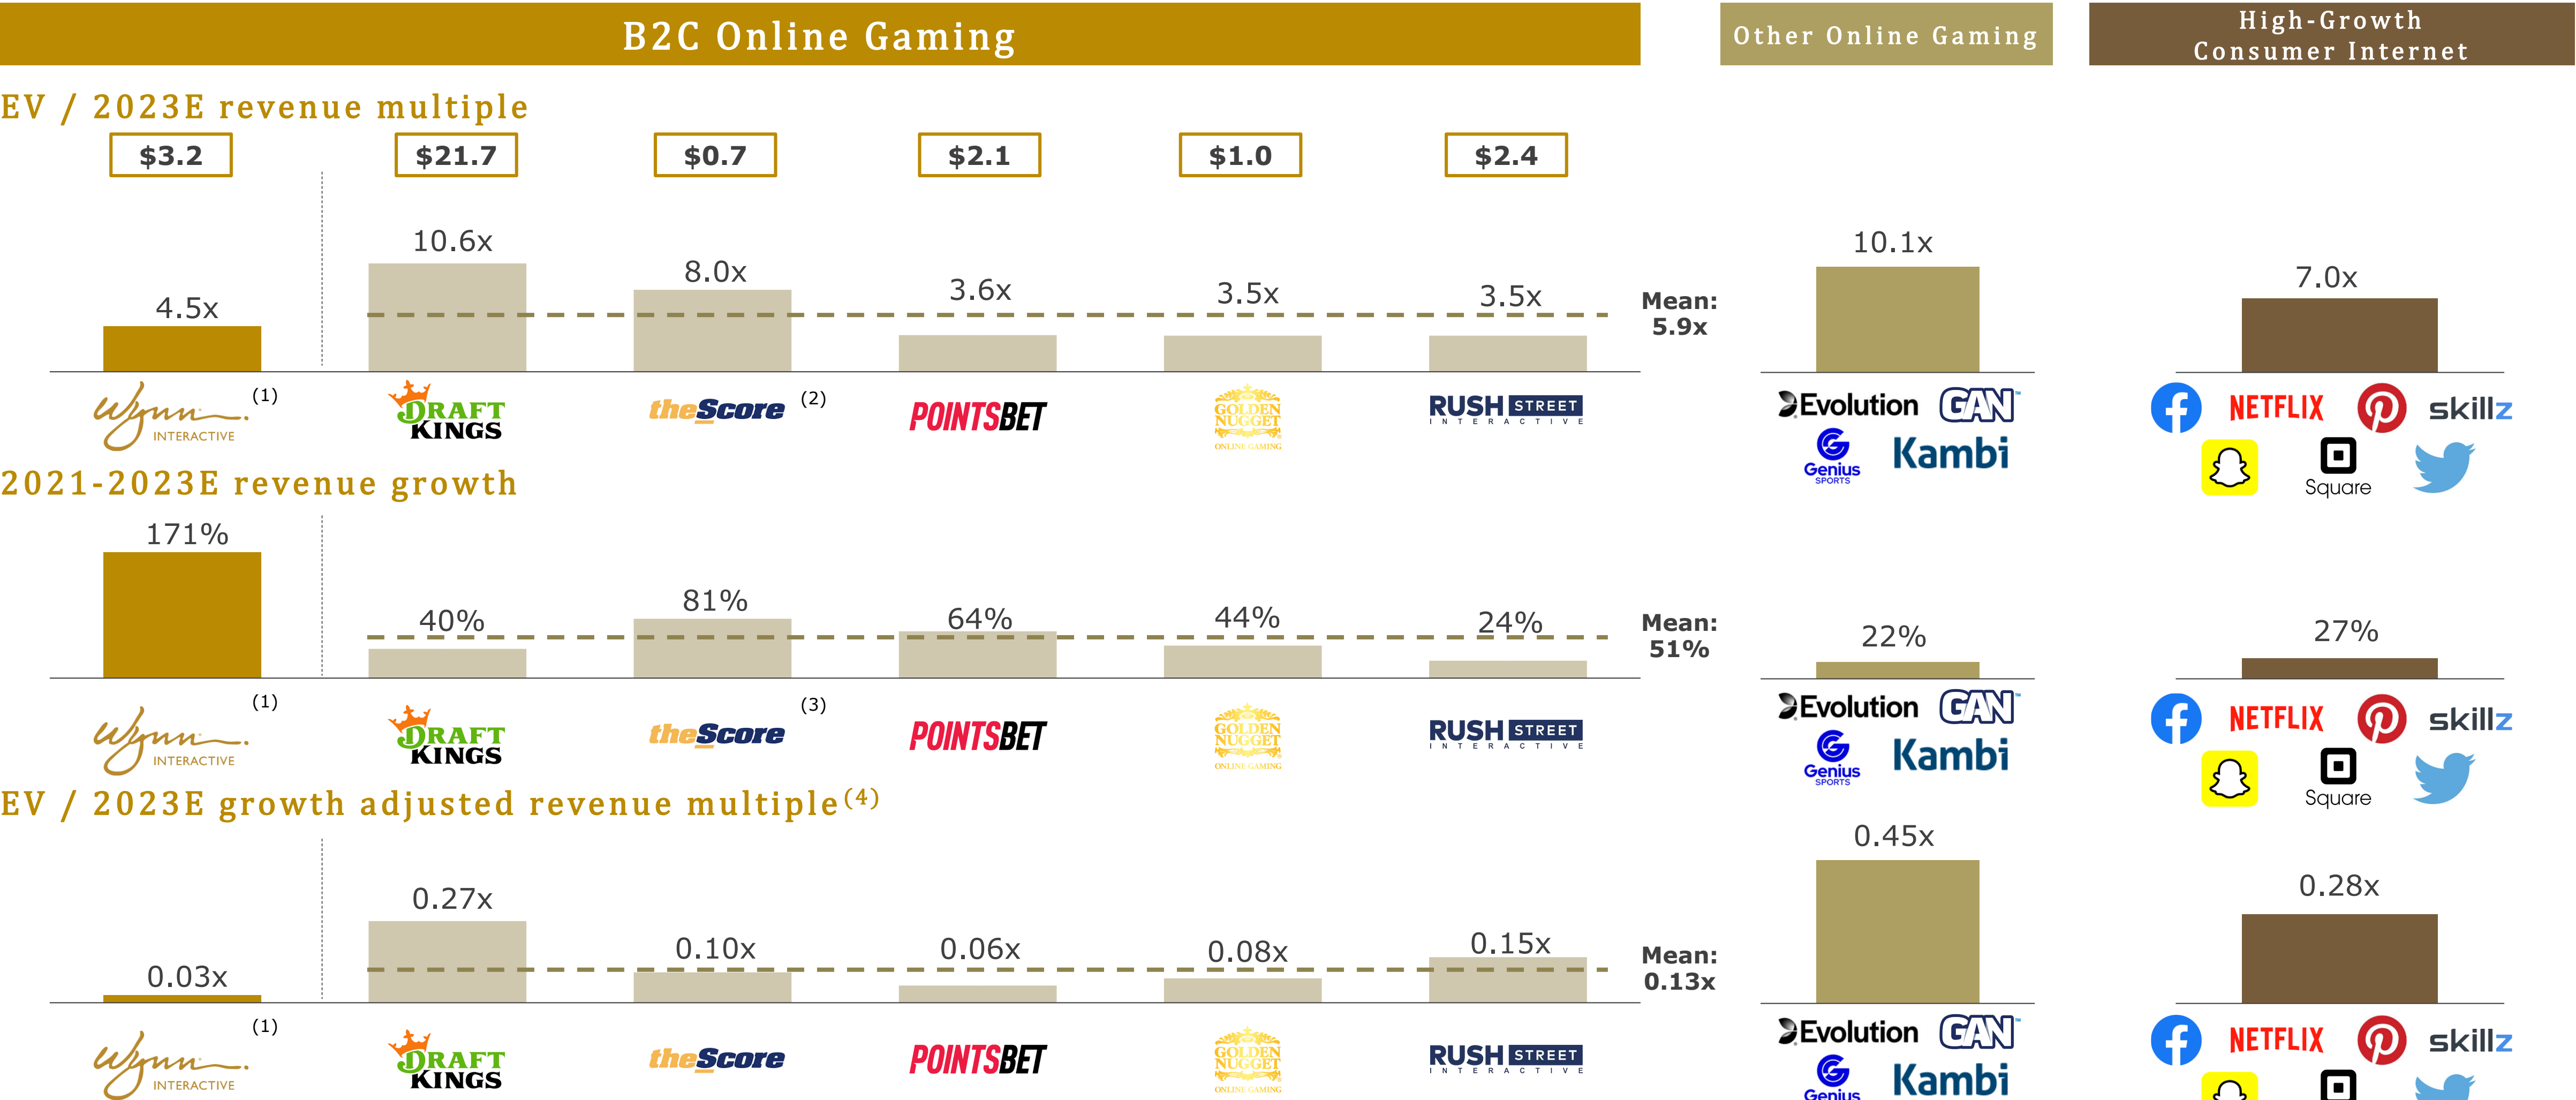 B2C Online Gaming
Other Online Gaming
High-Growth
Consumer Internet
EV / 2023E revenue multiple
$3.2 $21.7 $0.7 $2.1 $1.0 $2.4
4.5x 10.6x 8.0x 3.6x 3.5x 3.5x
Mean:
5.9x
10.1x
7.0x
Wynn INTERACTIVE (1)
DRAFT KINGS
theScore (2)
POINTSBET
GOLDEN NUGGET ONLINE GAMING
RUSH STREET INTERACTIVE
Evolution GAN™
Genius SPORTS Kambi
f NETFLIX skillz
Square
2021-2023E revenue growth
171% 40% 81% 64% 44% 24%
Mean:
51%
22%
27%
Wynn INTERACTIVE (1)
DRAFT KINGS
theScore (3)
POINTSBET
GOLDEN NUGGET ONLINE GAMING
RUSH STREET INTERACTIVE
Evolution GAN™
Genius SPORTS Kambi
f NETFLIX skillz
Square
EV / 2023E growth adjusted revenue multiple(4)
0.03x 0.27x 0.10x 0.06x 0.08x 0.15x
Mean:
0.13x
0.45x
0.28x
Wynn INTERACTIVE (1)
DRAFT KINGS
theScore
POINTSBET
GOLDEN NUGGET ONLINE GAMING
RUSH STREET INTERACTIVE
Evolution GAN™
Genius Kambi
f NETFLIX skillz